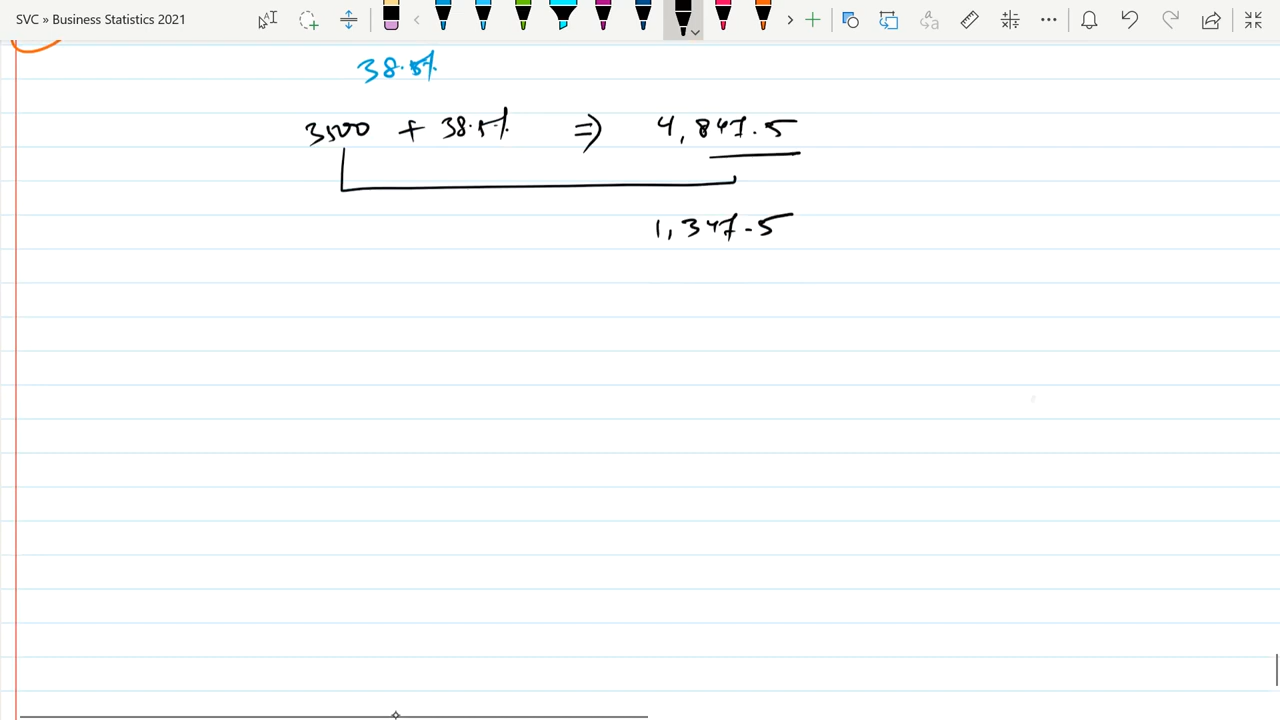 SVC » Business Statistics 2021
38.5%
3500 + 38.5% ⇒ 4,847.5
1,347.5